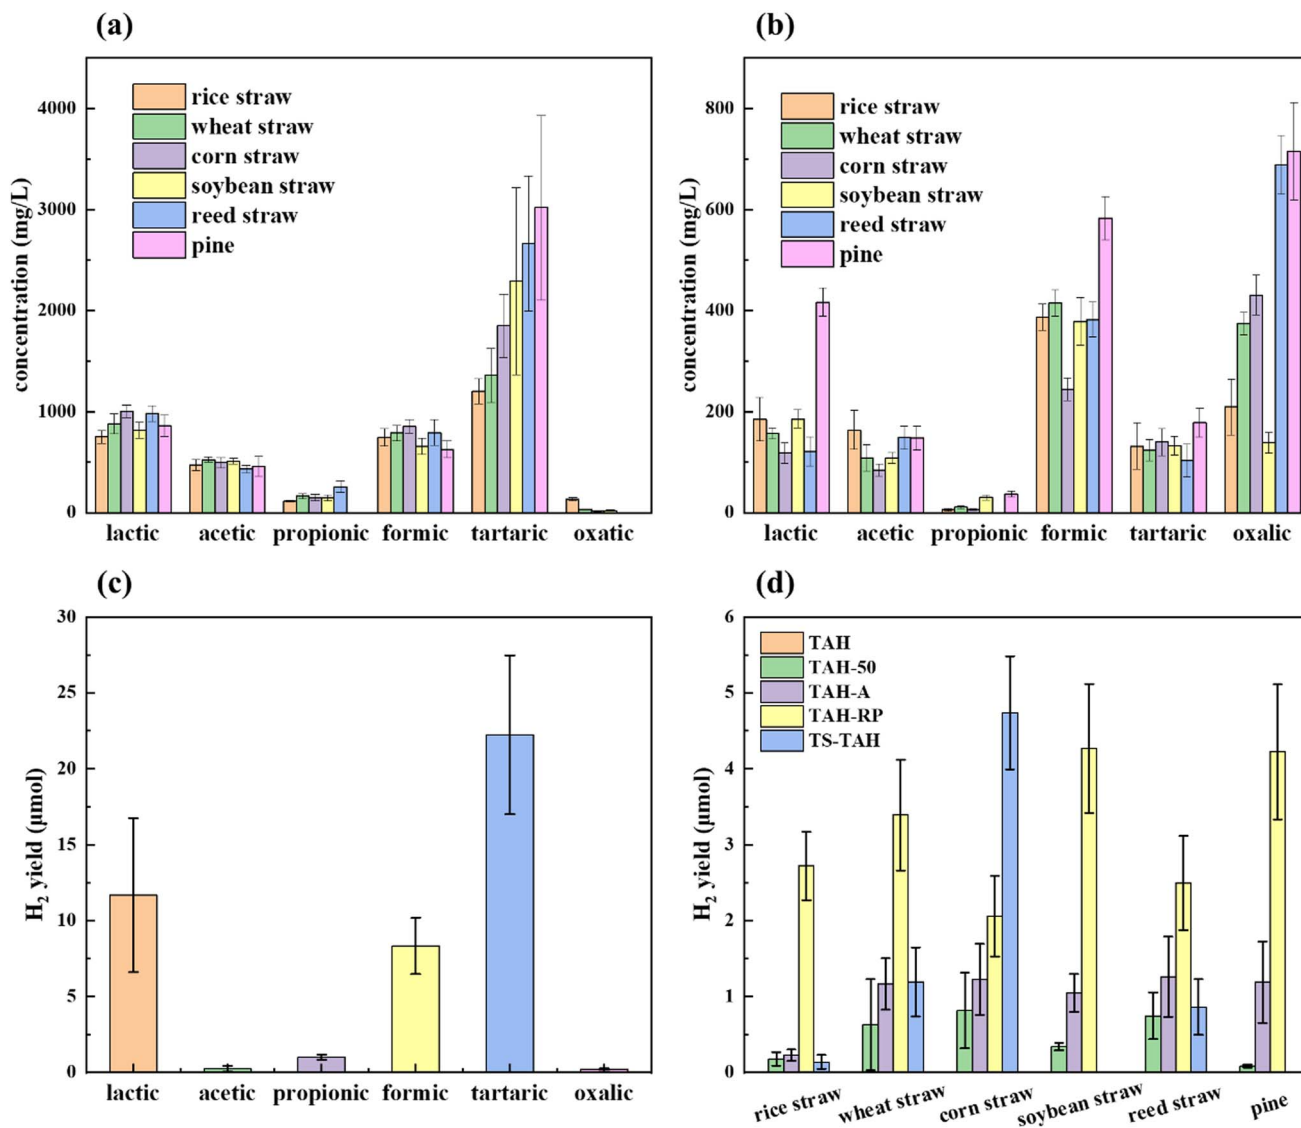 (a)
concentration (mg/L)
4000
3000
2000
1000
0
rice straw
wheat straw
corn straw
soybean straw
reed straw
pine
lactic acetic propionic formic tartaric oxatic
(b)
concentration (mg/L)
800
600
400
200
0
rice straw
wheat straw
corn straw
soybean straw
reed straw
pine
lactic acetic propionic formic tartaric oxalic
(c)
H₂ yield (μmol)
30
25
20
15
10
5
0
lactic acetic propionic formic tartaric oxalic
(d)
H₂ yield (μmol)
6
5
4
3
2
1
0
TAH
TAH-50
TAH-A
TAH-RP
TS-TAH
rice straw wheat straw corn straw soybean straw reed straw pine